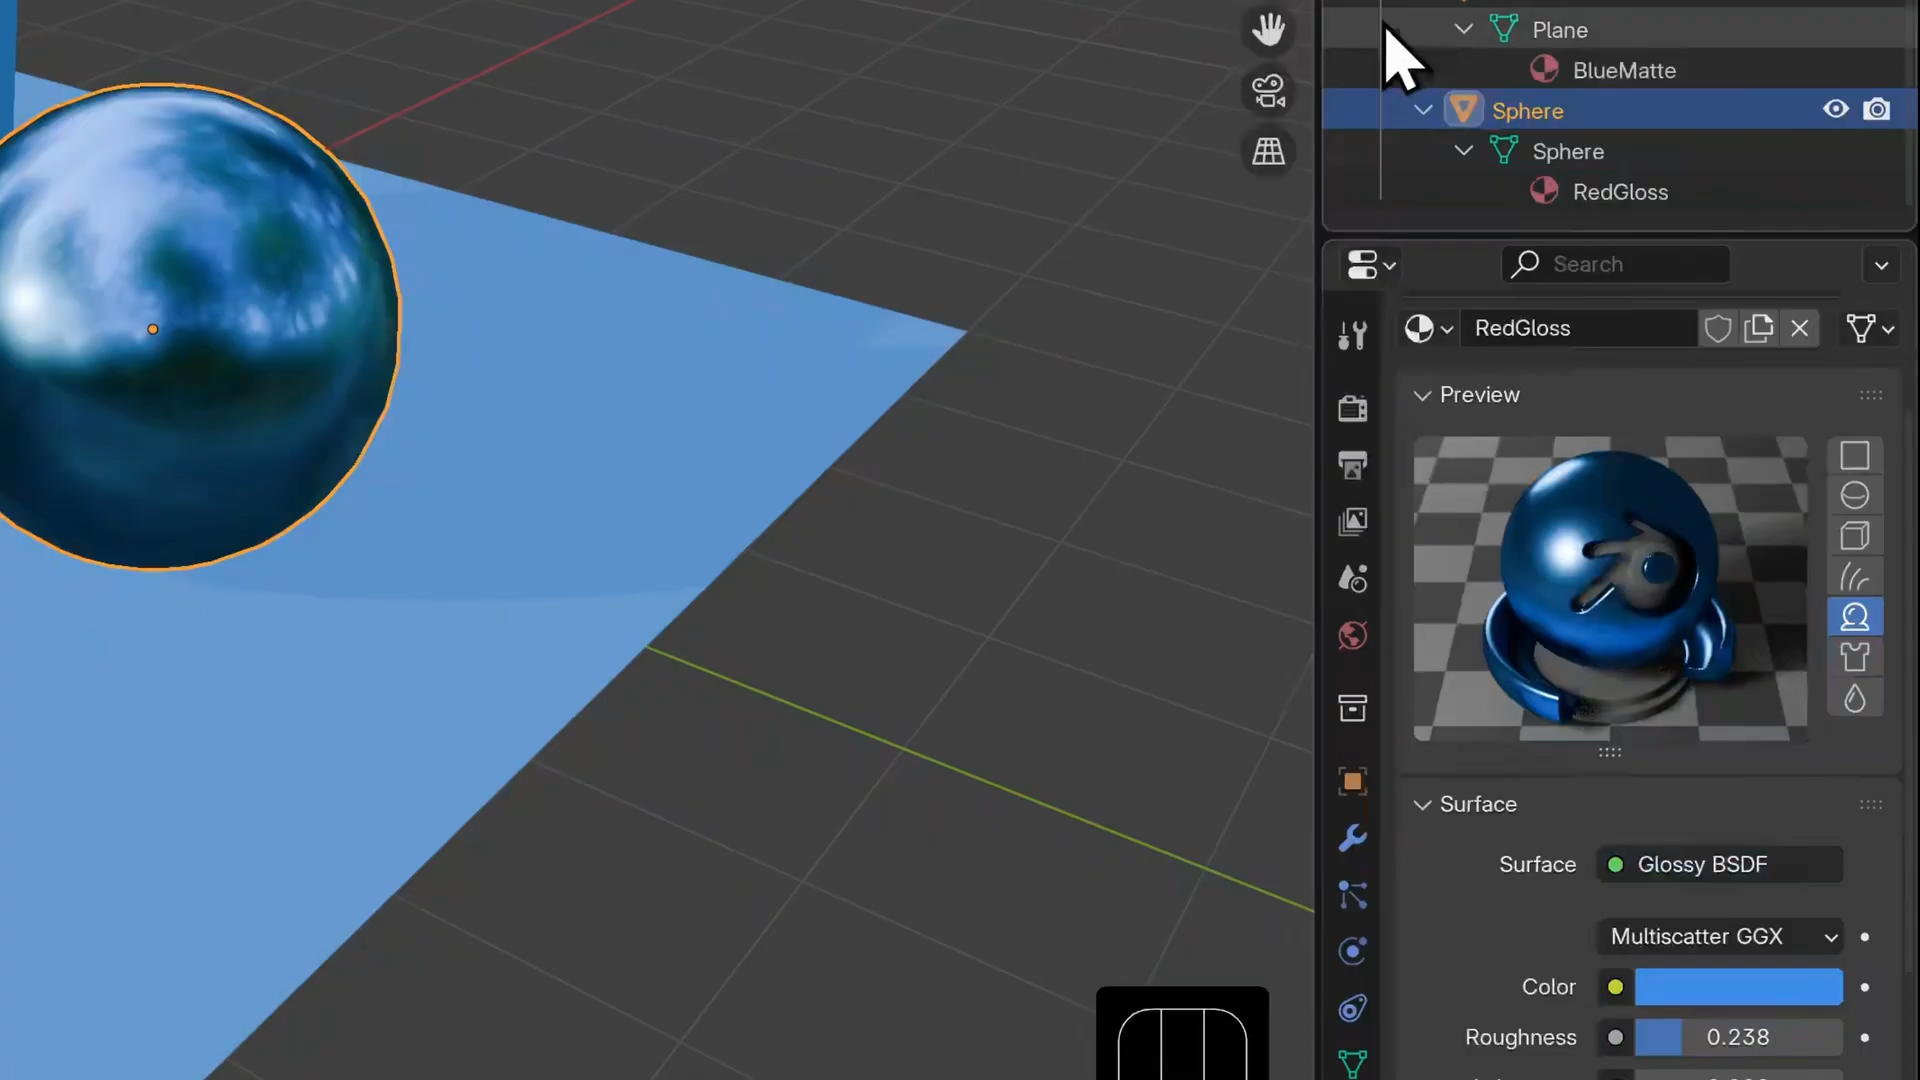 Plane
BlueMatte
Sphere
Sphere
RedGloss
Search
RedGloss
Preview
Surface
Surface Glossy BSDF
Multiscatter GGX
Color
Roughness 0.238